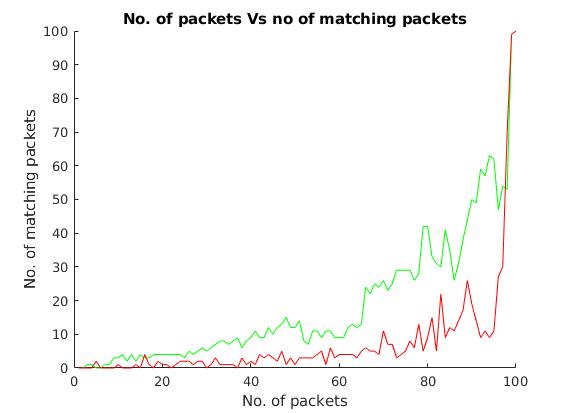 No. of packets Vs no of matching packets
100
90
80
70
60
50
40
30
20
10
0
No. of matching packets
0 20 40 60 80 100
No. of packets